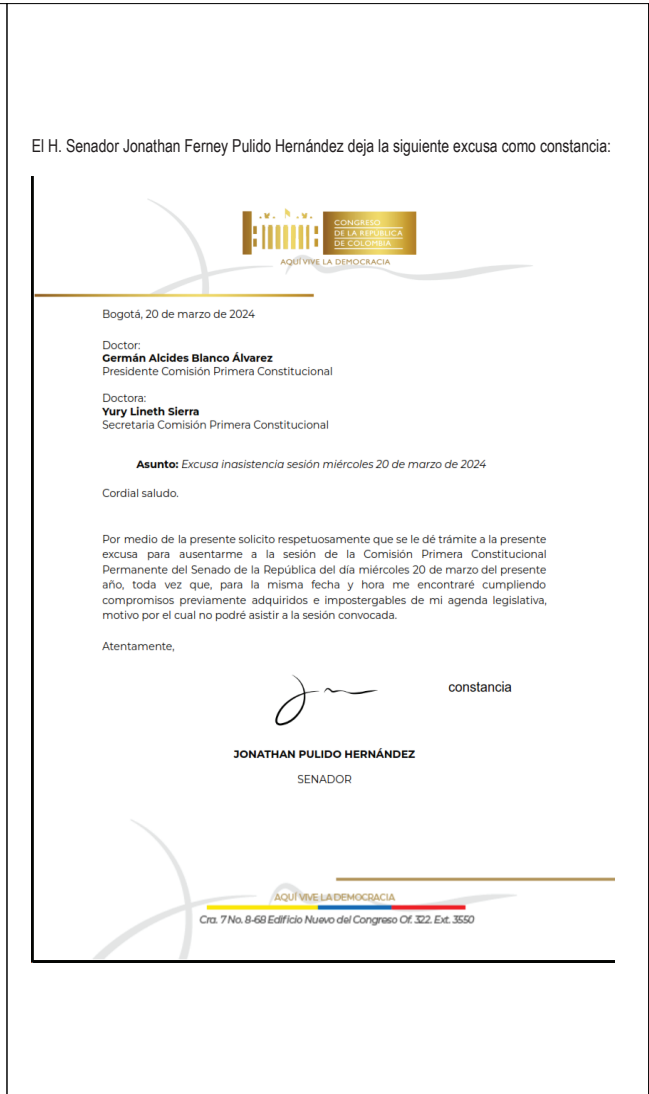 El H. Senador Jonathan Ferney Pulido Hernández deja la siguiente excusa como constancia:
CONGRESO
DE LA REPÚBLICA
DE COLOMBIA
AQUÍ VIVE LA DEMOCRACIA
Bogotá, 20 de marzo de 2024
Doctor:
Germán Alcides Blanco Álvarez
Presidente Comisión Primera Constitucional
Doctora:
Yury Lineth Sierra
Secretaria Comisión Primera Constitucional
Asunto: Excusa inasistencia sesión miércoles 20 de marzo de 2024
Cordial saludo.
Por medio de la presente solicito respetuosamente que se le dé trámite a la presente
excusa para ausentarme a la sesión de la Comisión Primera Constitucional
Permanente del Senado de la República del día miércoles 20 de marzo del presente
año, toda vez que, para la misma fecha y hora me encontraré cumpliendo
compromisos previamente adquiridos e impostergables de mi agenda legislativa,
motivo por el cual no podré asistir a la sesión convocada.
Atentamente,
constancia
JONATHAN PULIDO HERNÁNDEZ
SENADOR
AQUÍ VIVE LA DEMOCRACIA
Cra. 7 No. 8-68 Edificio Nuevo del Congreso Of. 322. Ext. 3550